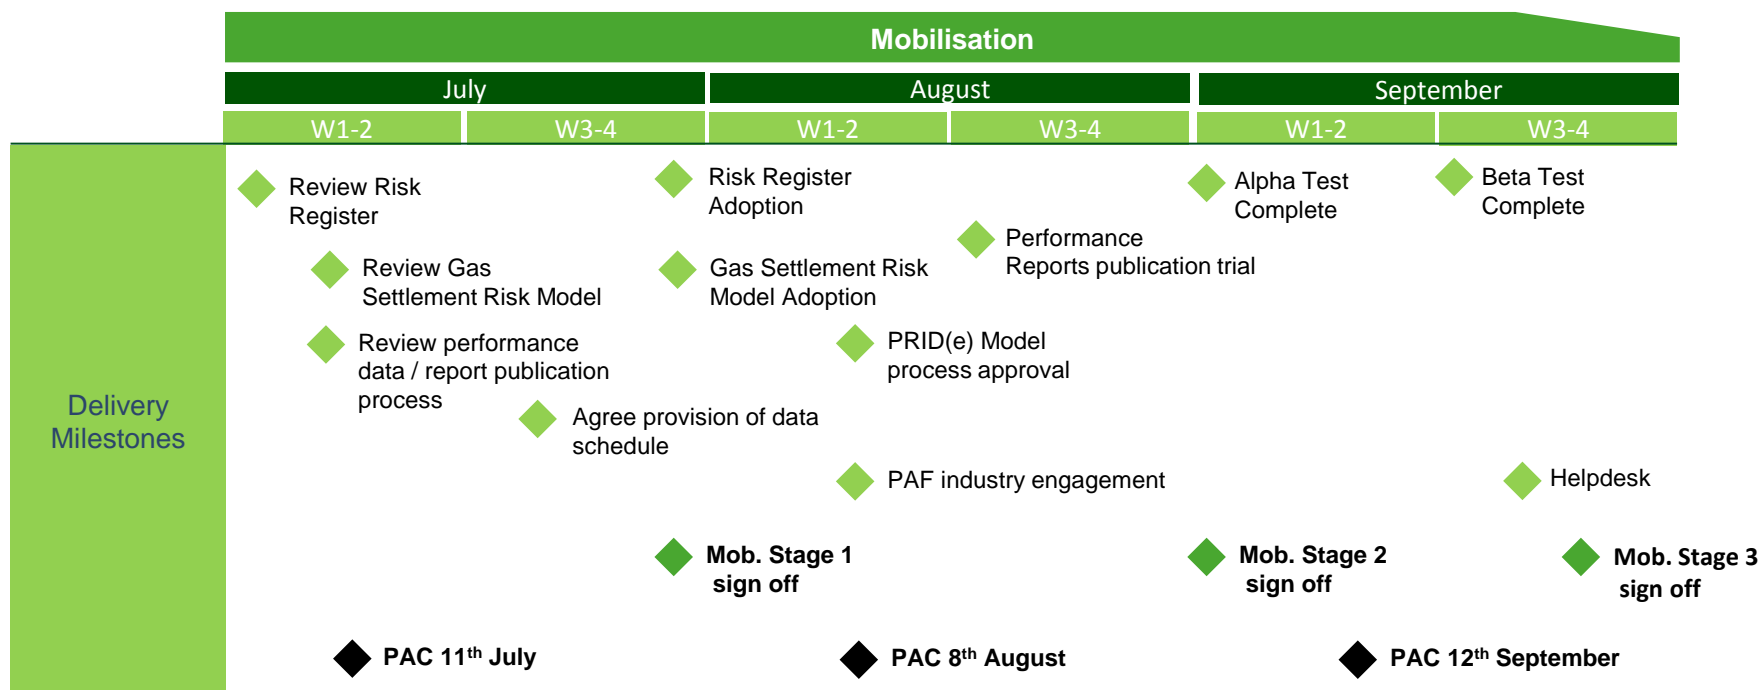 Mobilisation
July
August
September
W1-2
W3-4
W1-2
W3-4
W1-2
W3-4
Delivery
Milestones
Review Risk
Register
Risk Register
Adoption
Alpha Test
Complete
Beta Test
Complete
Performance
Reports publication trial
Review Gas
Settlement Risk Model
Gas Settlement Risk
Model Adoption
Review performance
data / report publication
process
PRID(e) Model
process approval
Agree provision of data
schedule
PAF industry engagement
Helpdesk
Mob. Stage 1
sign off
Mob. Stage 2
sign off
Mob. Stage 3
sign off
PAC 11th July
PAC 8th August
PAC 12th September